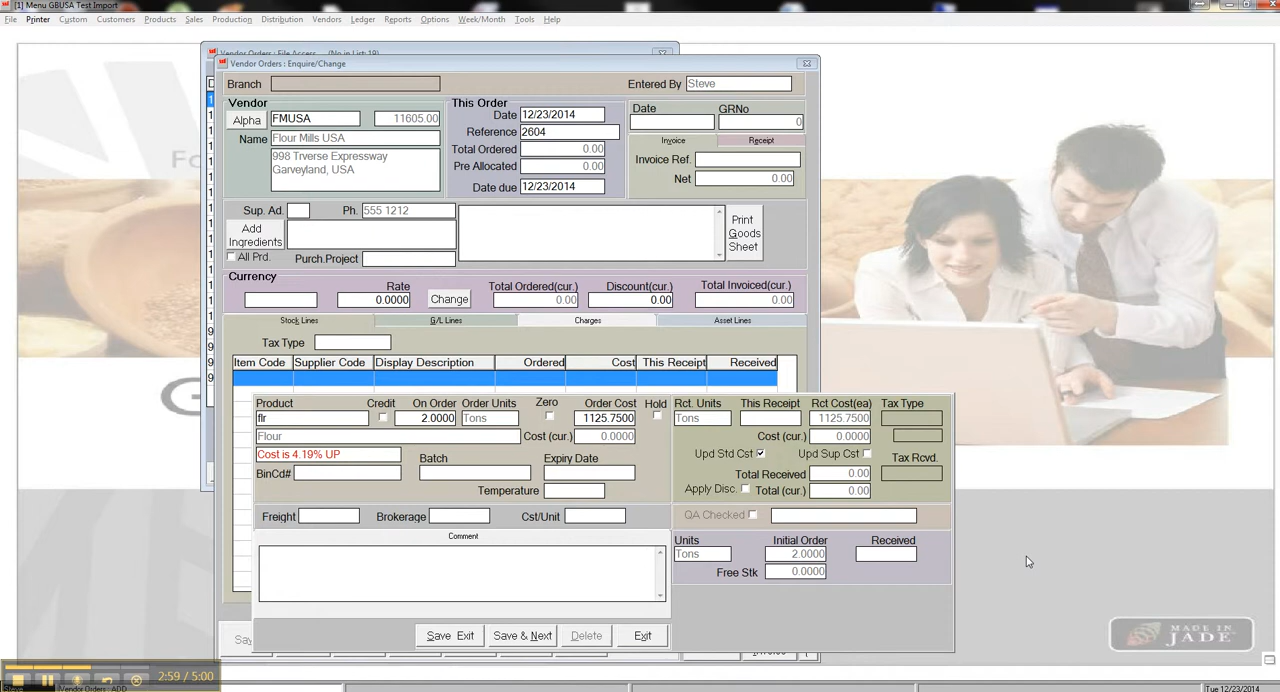 [1] Menu GBUSA Test Import
File Printer Custom Customers Products Sales Production Distribution Vendors Ledger Reports Options Week/Month Tools Help
Vendor Orders : File Access (No in List: 19)
Vendor Orders : Enquire/Change
Branch Entered By Steve
Vendor This Order Date GRNo
Alpha FMUSA 11605.00 Date 12/23/2014 0
Name Flour Mills USA Reference 2604 Invoice Receipt
998 Trverse Expressway Total Ordered 0.00 Invoice Ref.
Garveyland, USA Pre Allocated 0.00 Net 0.00
Date due 12/23/2014
Sup. Ad. Ph. 555 1212
Add Ingredients Print Goods Sheet
All Prd. Purch.Project
Currency
Rate Total Ordered(cur.) Discount(cur.) Total Invoiced(cur.)
0.0000 Change 0.00 0.00 0.00
Stock Lines G/L Lines Charges Asset Lines
Tax Type
Item Code Supplier Code Display Description Ordered Cost This Receipt Received
Product Credit On Order Order Units Zero Order Cost Hold Rct. Units This Receipt Rct Cost(ea) Tax Type
flr 2.0000 Tons 1125.7500 Tons 1125.7500
Flour Cost (cur.) 0.0000 Cost (cur.) 0.0000
Cost is 4.19% UP Upd Std Cst Upd Sup Cst Tax Rcvd.
BinCd# Batch Expiry Date Total Received 0.00
Temperature Apply Disc. Total (cur.) 0.00
Freight Brokerage Cst/Unit QA Checked
Comment
Units Initial Order Received
Tons 2.0000
Free Stk 0.0000
Save Exit Save & Next Delete Exit
MADE IN
JADE
2:59 / 5:00
Steve Vendor Orders : ADD Tue 12/23/2014